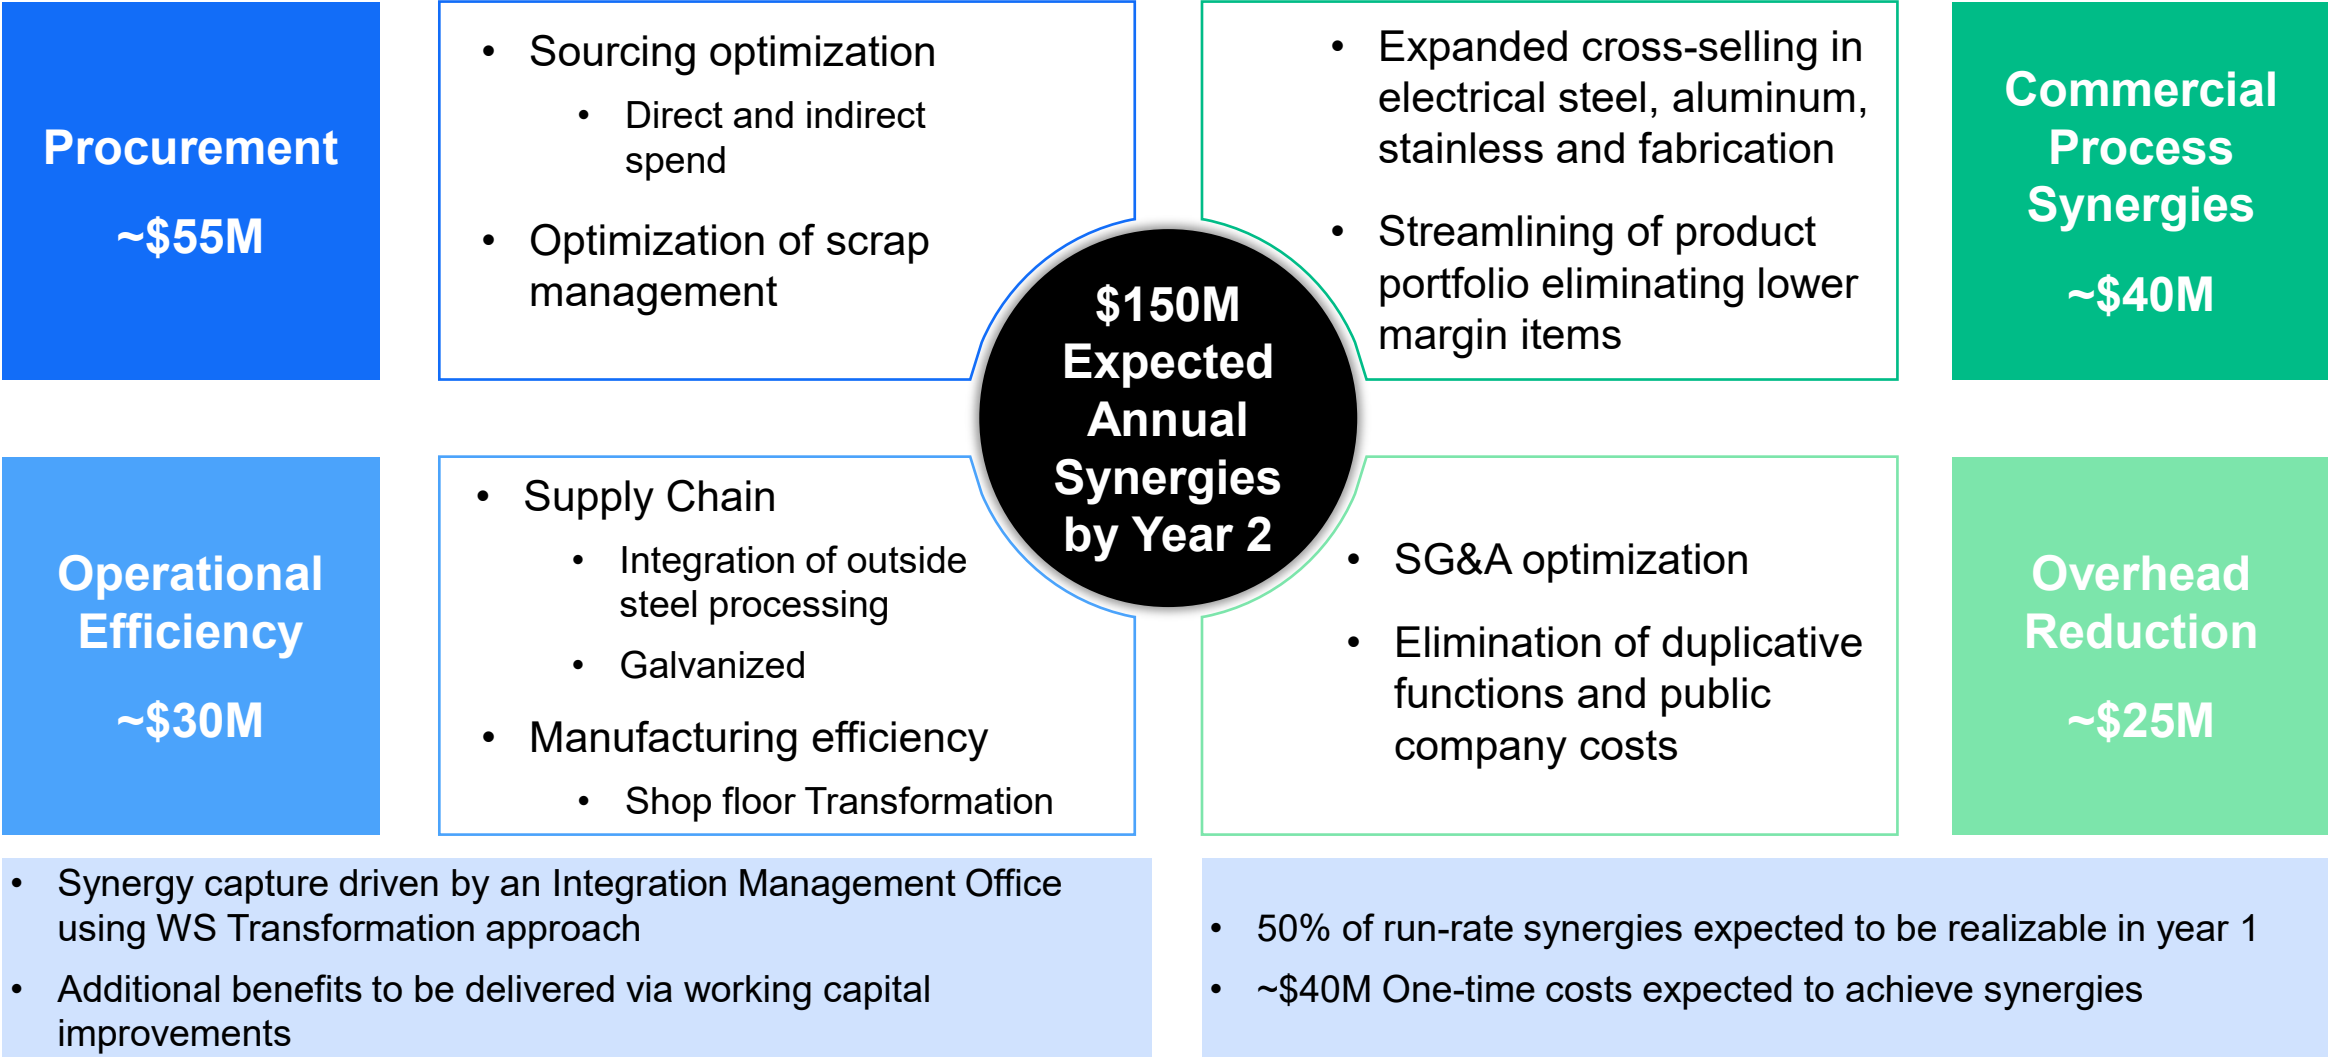 Procurement
~$55M
• Sourcing optimization
• Direct and indirect
spend
• Optimization of scrap
management
$150M
Expected
Annual
Synergies
by Year 2
• Expanded cross-selling in
electrical steel, aluminum,
stainless and fabrication
• Streamlining of product
portfolio eliminating lower
margin items
Commercial
Process
Synergies
~$40M
Operational
Efficiency
~$30M
• Supply Chain
• Integration of outside
steel processing
• Galvanized
• Manufacturing efficiency
• Shop floor Transformation
• SG&A optimization
• Elimination of duplicative
functions and public
company costs
Overhead
Reduction
~$25M
• Synergy capture driven by an Integration Management Office
using WS Transformation approach
• Additional benefits to be delivered via working capital
improvements
• 50% of run-rate synergies expected to be realizable in year 1
• ~$40M One-time costs expected to achieve synergies